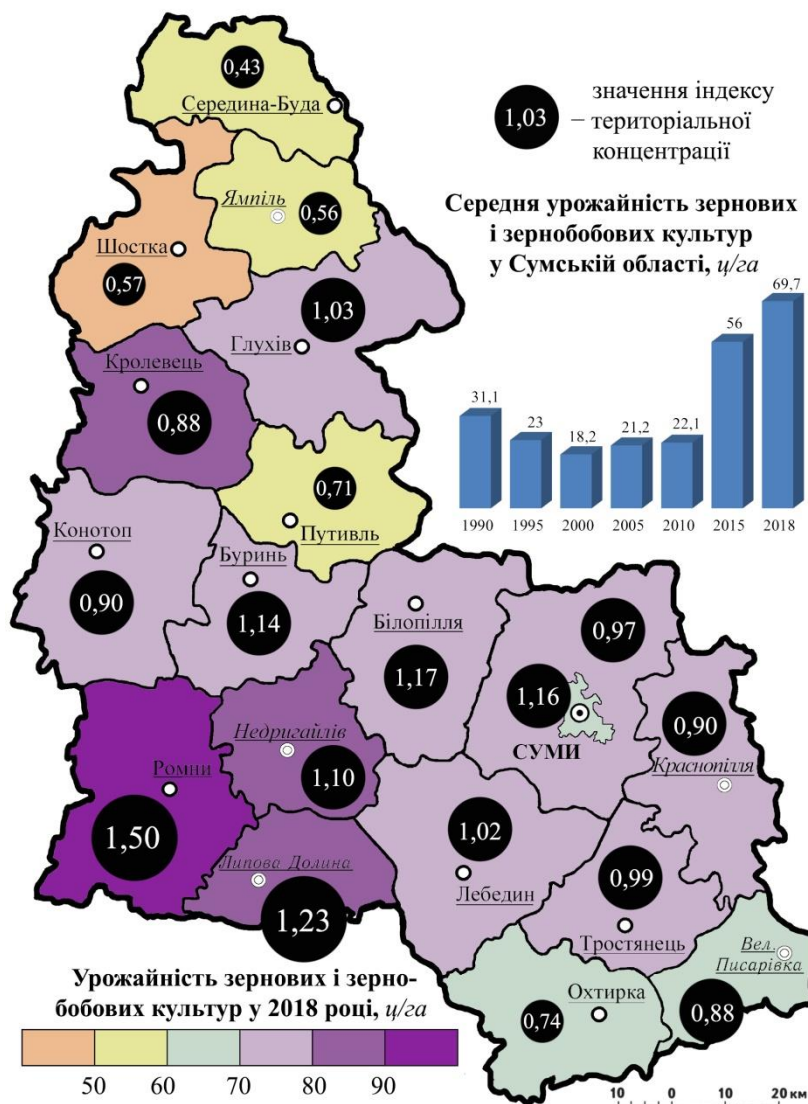 0,43
Середина-Буда
1,03
значення індексу
– територіальної
концентрації
Ямпіль
0,56
Середня урожайність зернових
і зернобобових культур
у Сумській області, ц/га
Шостка
0,57
1,03
Глухів
69,7
56
31,1
23
18,2
21,2
22,1
1990
1995
2000
2005
2010
2015
2018
Кролевець
0,88
0,71
Путивль
Конотоп
0,90
Буринь
1,14
Білопілля
1,17
0,97
1,16
СУМИ
0,90
Краснопілля
Недригайлів
1,10
Ромни
1,50
1,02
Лебедин
0,99
Тростянець
Липова Долина
1,23
Вел.
Писарівка
0,88
Охтирка
0,74
Урожайність зернових і зерно-
бобових культур у 2018 році, ц/га
50
60
70
80
90
10
0
10
20 км